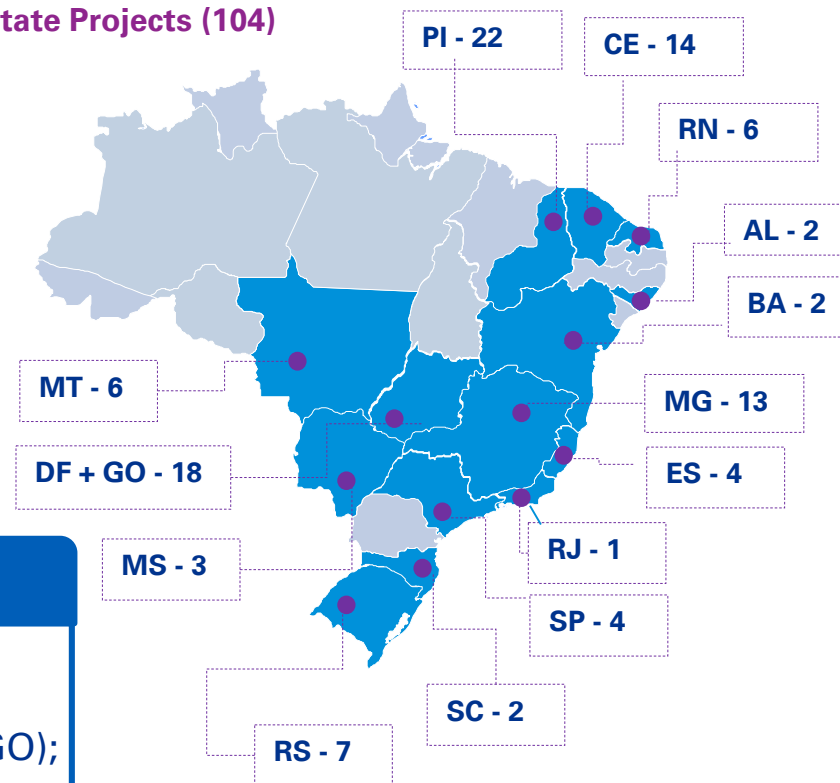 tate Projects (104)
PI - 22
CE - 14
RN - 6
AL - 2
BA - 2
MT - 6
MG - 13
DF + GO - 18
ES - 4
RJ - 1
MS - 3
SP - 4
SC - 2
GO);
RS - 7